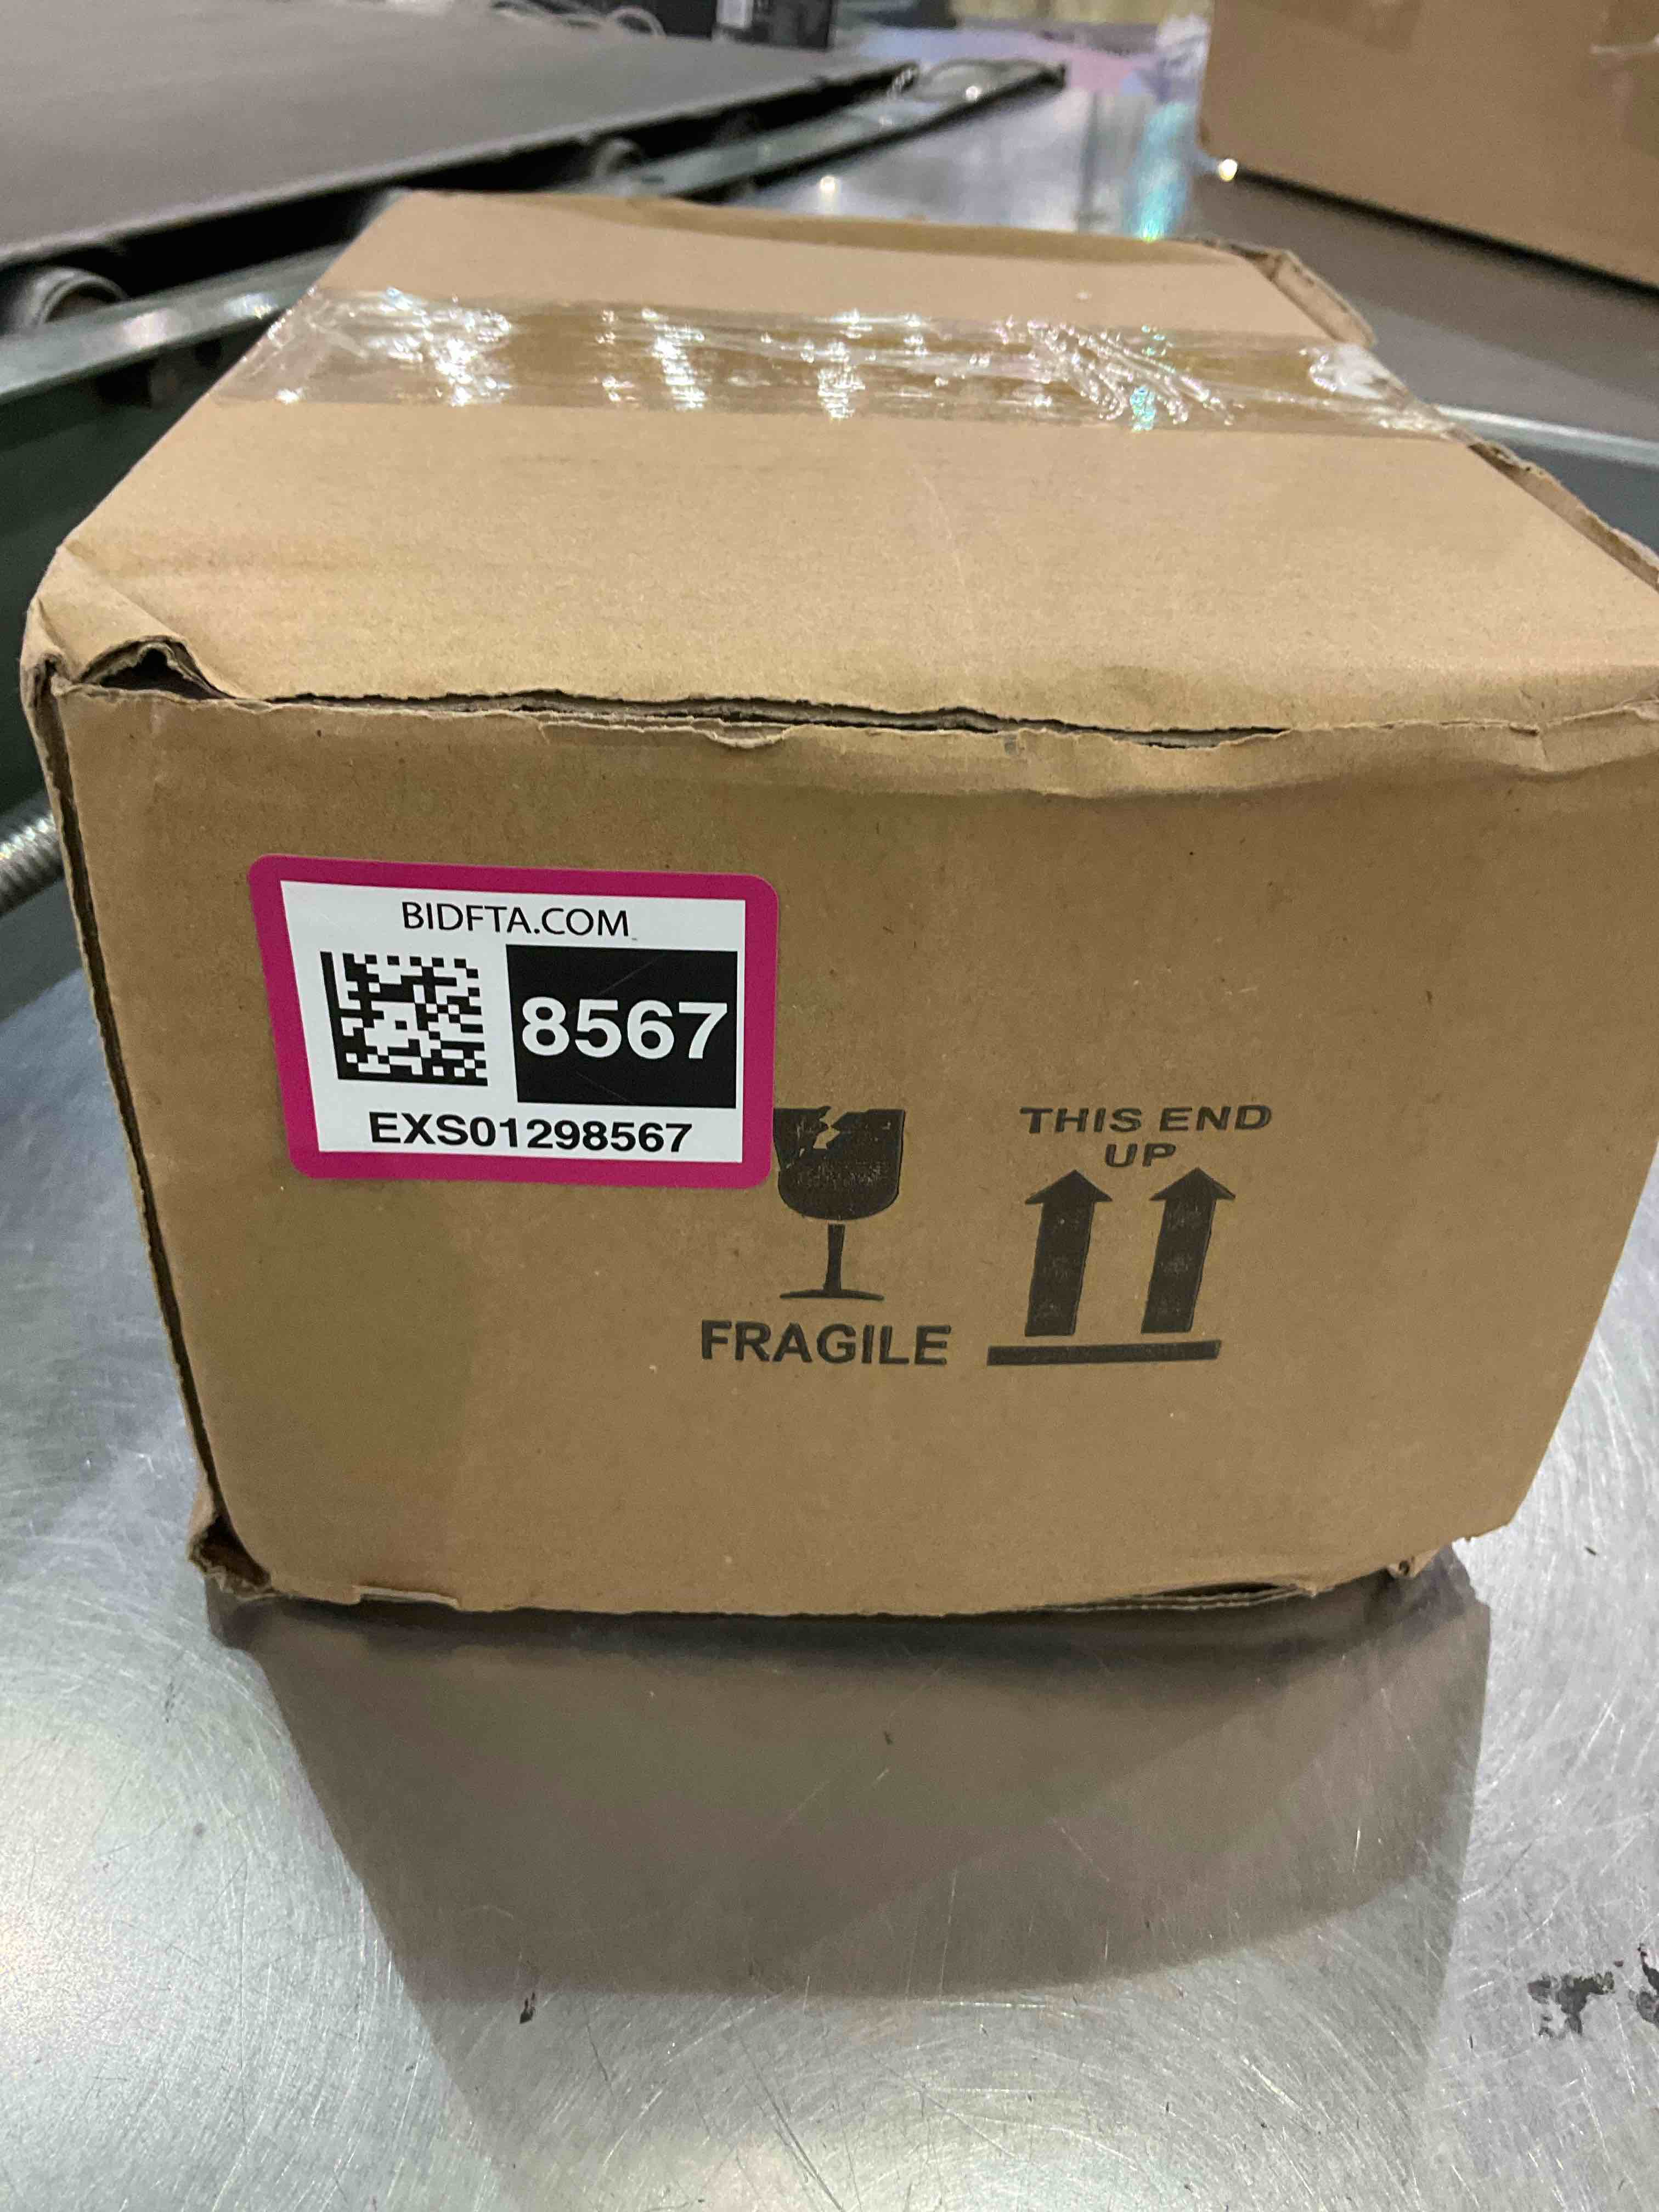 BIDFTA.COM
8567
EXS01298567
THIS END
UP
FRAGILE